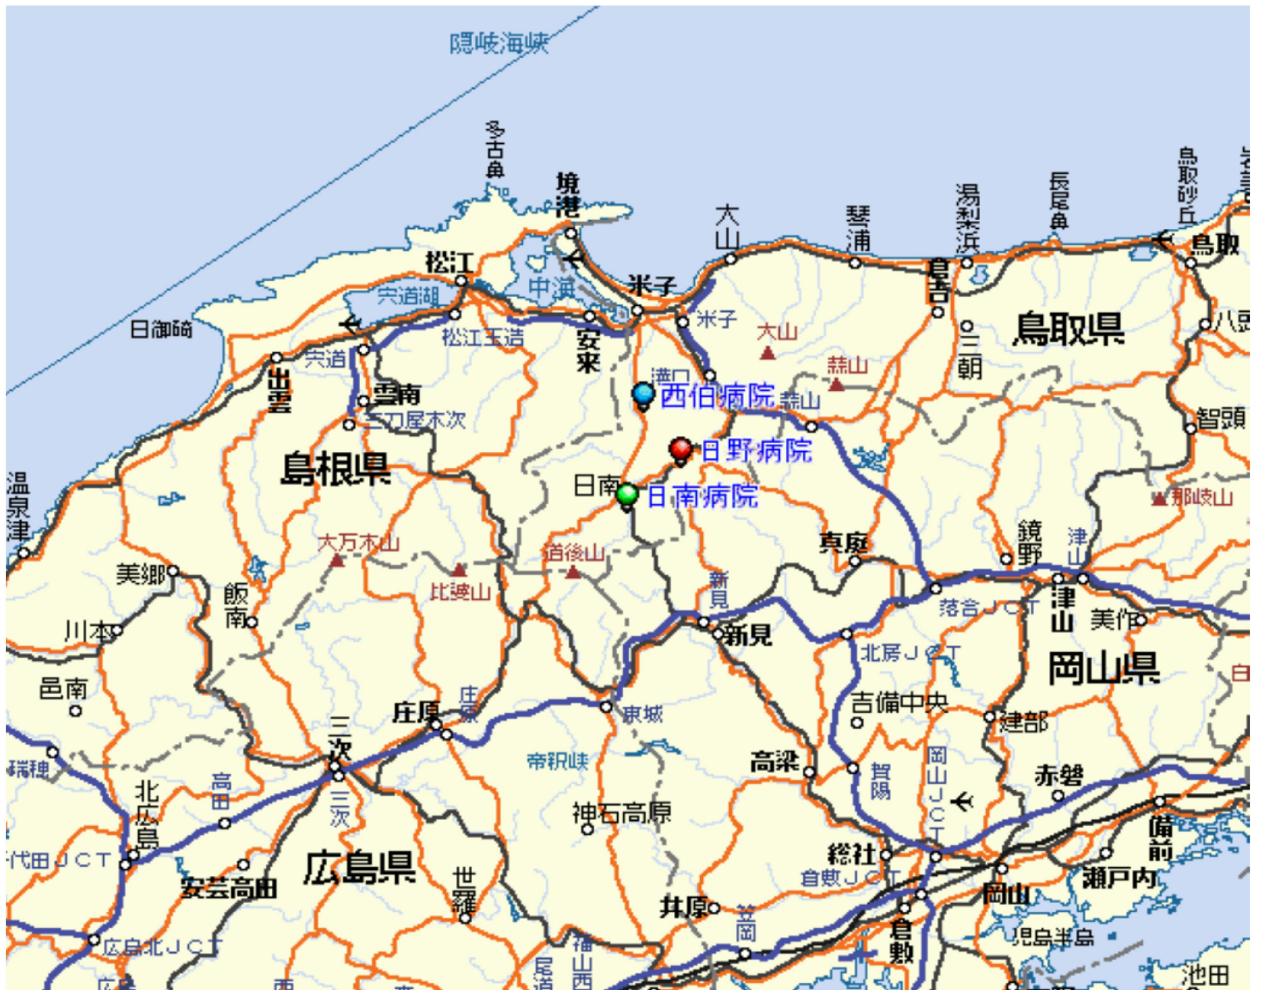 隠岐海峡
多古鼻
境港
大山
琴浦
湯梨浜
長尾鼻
鳥取砂丘
鳥取
松江
米子
倉吉
宍道湖
中海
日御碕
松江玉造
安来
米子
大山
三朝
鳥取県
八頭
宍道
出雲
雲南
三刀屋木次
溝口
西伯病院
蒜山
蒜山
智頭
島根県
日野病院
日南
日南病院
温泉津
那岐山
大万木山
比婆山
道後山
真庭
鏡野
津山
美郷
飯南
新見
新見
落合JCT
津山
美作
川本
北房JCT
岡山県
邑南
庄原
庄原
東城
吉備中央
建部
三次
三次
帝釈峡
高梁
賀陽
岡山JCT
赤磐
瑞穂
北広島
高田
神石高原
備前
千代田JCT
安芸高田
広島県
世羅
総社
倉敷JCT
岡山
瀬戸内
井原
笠岡
倉敷
児島半島
広島北JCT
尾道
福山西
池田